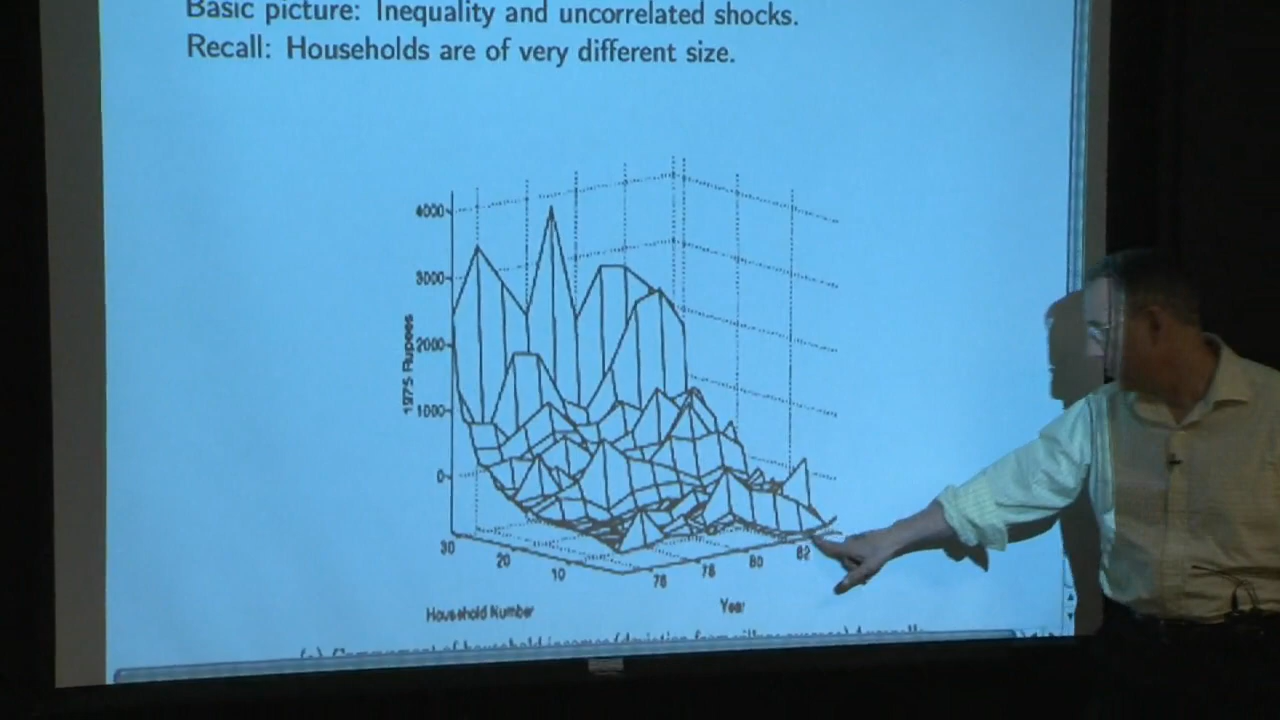 Basic picture: Inequality and uncorrelated shocks.
Recall: Households are of very different size.
4000
3000
2000
1000
0
1975 Rupees
30
20
10
76
78
80
82
Household Number
Year